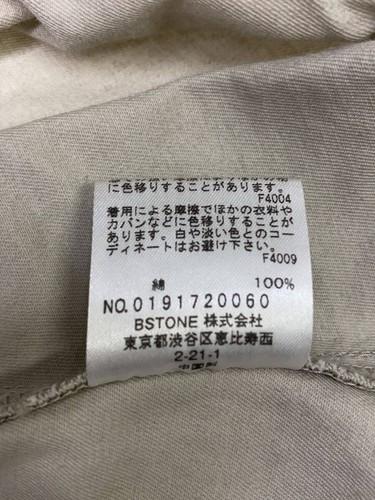 に色移りすることがあります。
F4004
着用による摩擦でほかの衣料や
カバンなどに色移りすることが
あります。白や淡い色とのコー
ディネートはお避け下さい。
F4009
綿 100%
NO.0191720060
BSTONE 株式会社
東京都渋谷区恵比寿西
2-21-1
中国製